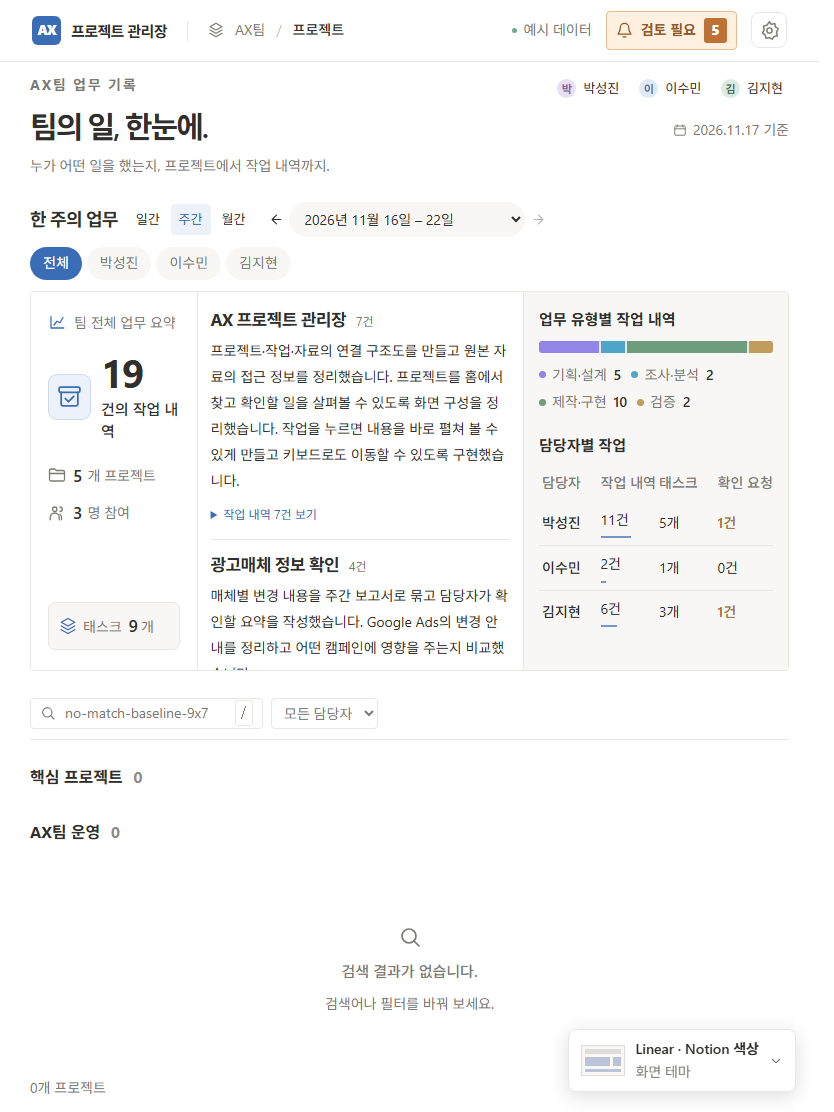 AX 프로젝트 관리장
AX팀 / 프로젝트
예시 데이터
검토 필요 5
AX팀 업무 기록
박 박성진 이 이수민 김 김지현
팀의 일, 한눈에.
2026.11.17 기준
누가 어떤 일을 했는지, 프로젝트에서 작업 내역까지.
한 주의 업무 일간 주간 월간 ← 2026년 11월 16일 – 22일 →
전체 박성진 이수민 김지현
팀 전체 업무 요약
19
건의 작업 내
역
5 개 프로젝트
3 명 참여
태스크 9 개
AX 프로젝트 관리장 7건
프로젝트·작업·자료의 연결 구조도를 만들고 원본 자
료의 접근 정보를 정리했습니다. 프로젝트를 홈에서
찾고 확인할 일을 살펴볼 수 있도록 화면 구성을 정
리했습니다. 작업을 누르면 내용을 바로 펼쳐 볼 수
있게 만들고 키보드로도 이동할 수 있도록 구현했습
니다.
작업 내역 7건 보기
광고매체 정보 확인 4건
매체별 변경 내용을 주간 보고서로 묶고 담당자가 확
인할 요약을 작성했습니다. Google Ads의 변경 안
내를 정리하고 어떤 캠페인에 영향을 주는지 비교했
습니다.
업무 유형별 작업 내역
기획·설계 5 조사·분석 2
제작·구현 10 검증 2
담당자별 작업
담당자 작업 내역 태스크 확인 요청
박성진 11건 5개 1건
이수민 2건 1개 0건
김지현 6건 3개 1건
no-match-baseline-9x7 /
모든 담당자
핵심 프로젝트 0
AX팀 운영 0
검색 결과가 없습니다.
검색어나 필터를 바꿔 보세요.
Linear · Notion 색상
화면 테마
0개 프로젝트